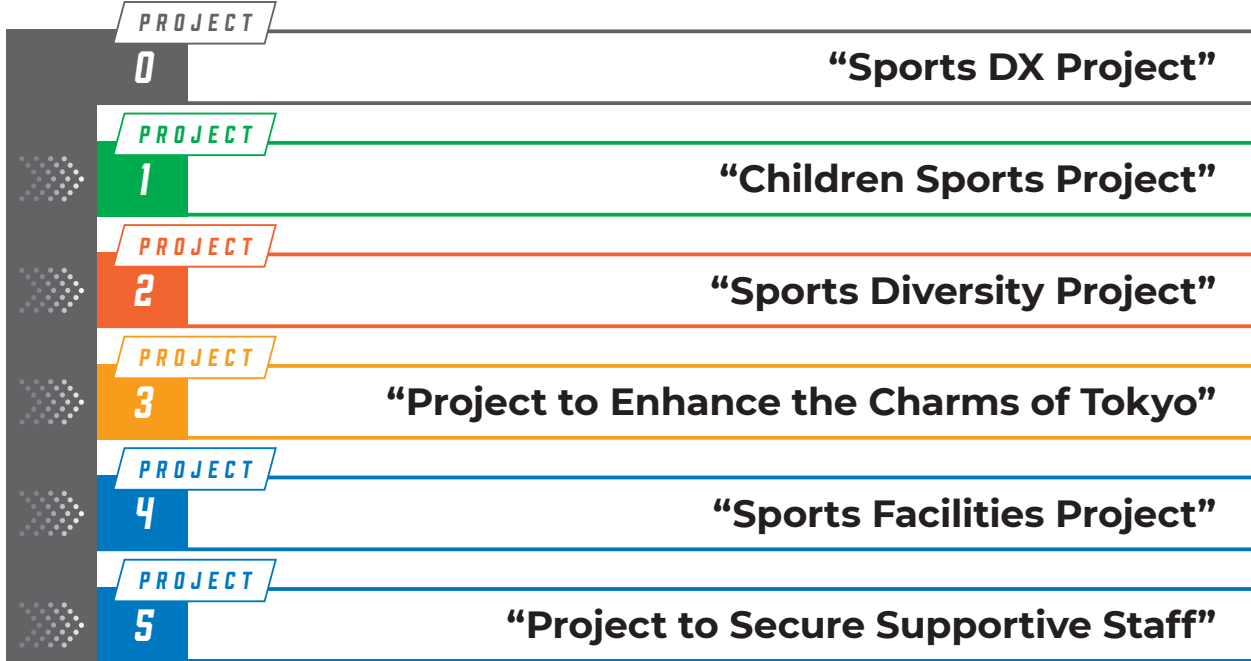 PROJECT
0
“Sports DX Project”
PROJECT
1
“Children Sports Project”
PROJECT
2
“Sports Diversity Project”
PROJECT
3
“Project to Enhance the Charms of Tokyo”
PROJECT
4
“Sports Facilities Project”
PROJECT
5
“Project to Secure Supportive Staff”